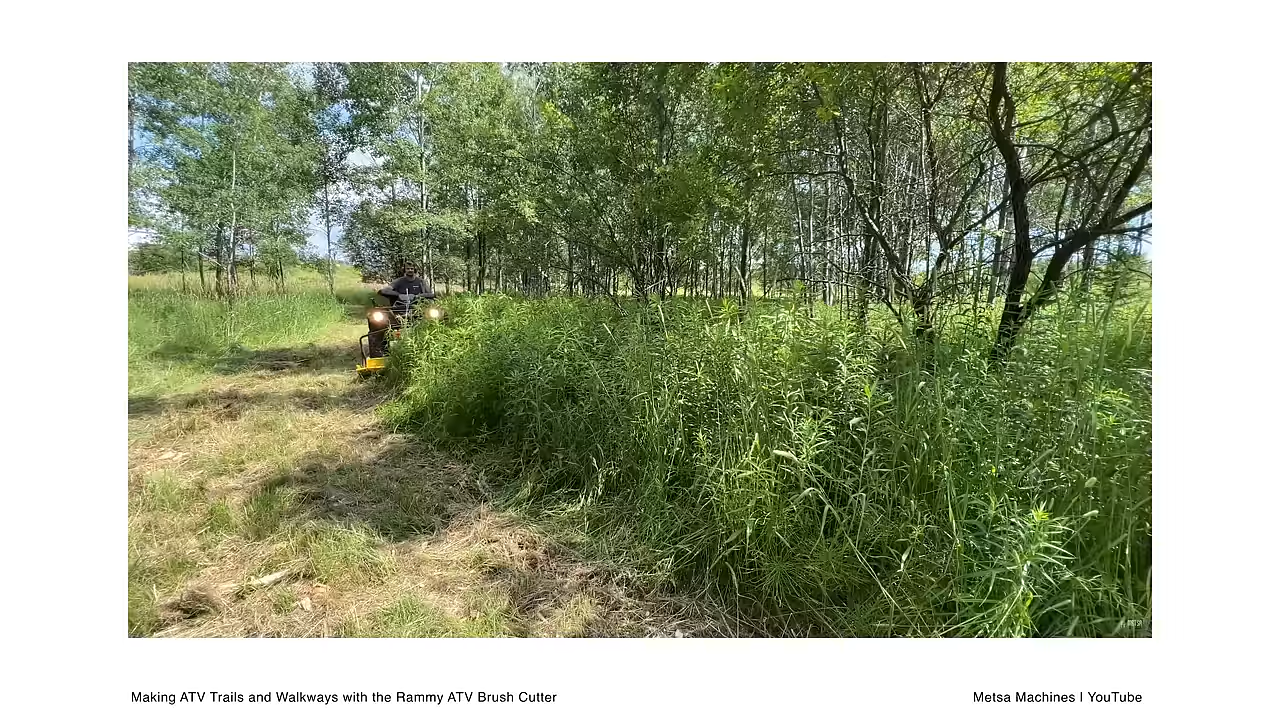 Making ATV Trails and Walkways with the Rammy ATV Brush Cutter
Metsa Machines I YouTube